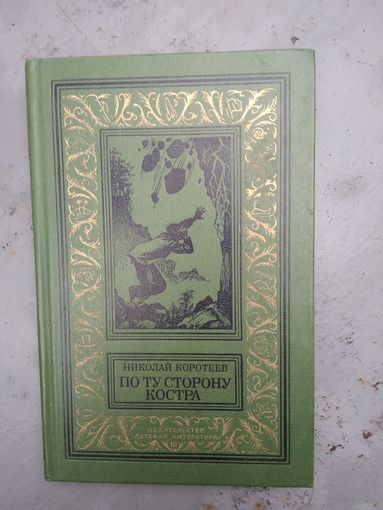 НИКОЛАЙ КОРОТЕЕВ
ПО ТУ СТОРОНУ
КОСТРА
ИЗДАТЕЛЬСТВО
ДЕТСКАЯ ЛИТЕРАТУРА